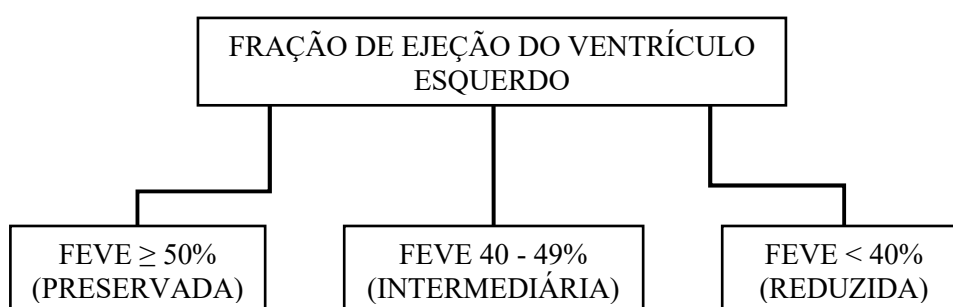 FRAÇÃO DE EJEÇÃO DO VENTRÍCULO
ESQUERDO
FEVE ≥ 50%
(PRESERVADA)
FEVE 40 - 49%
(INTERMEDIÁRIA)
FEVE < 40%
(REDUZIDA)